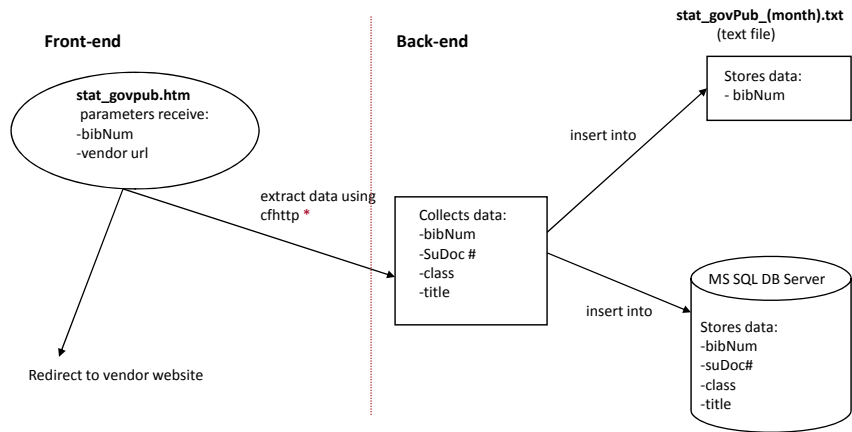 Front-end
stat_govpub.htm
parameters receive:
-bibNum
-vendor url
Redirect to vendor website
extract data using
cfhttp *
Back-end
Collects data:
-bibNum
-SuDoc #
-class
-title
insert into
insert into
stat_govPub_(month).txt
(text file)
Stores data:
- bibNum
MS SQL DB Server
Stores data:
-bibNum
-suDoc#
-class
-title